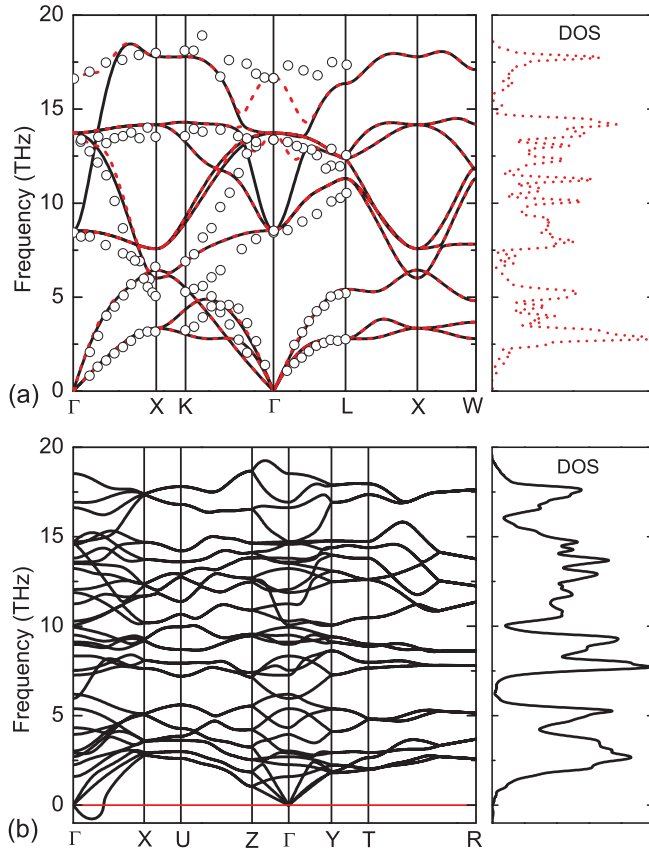 20
15
10
5
0
Frequency (THz)
(a)
Γ X K Γ L X W
DOS
20
15
10
5
0
Frequency (THz)
(b)
Γ X U Z Γ Y T R
DOS